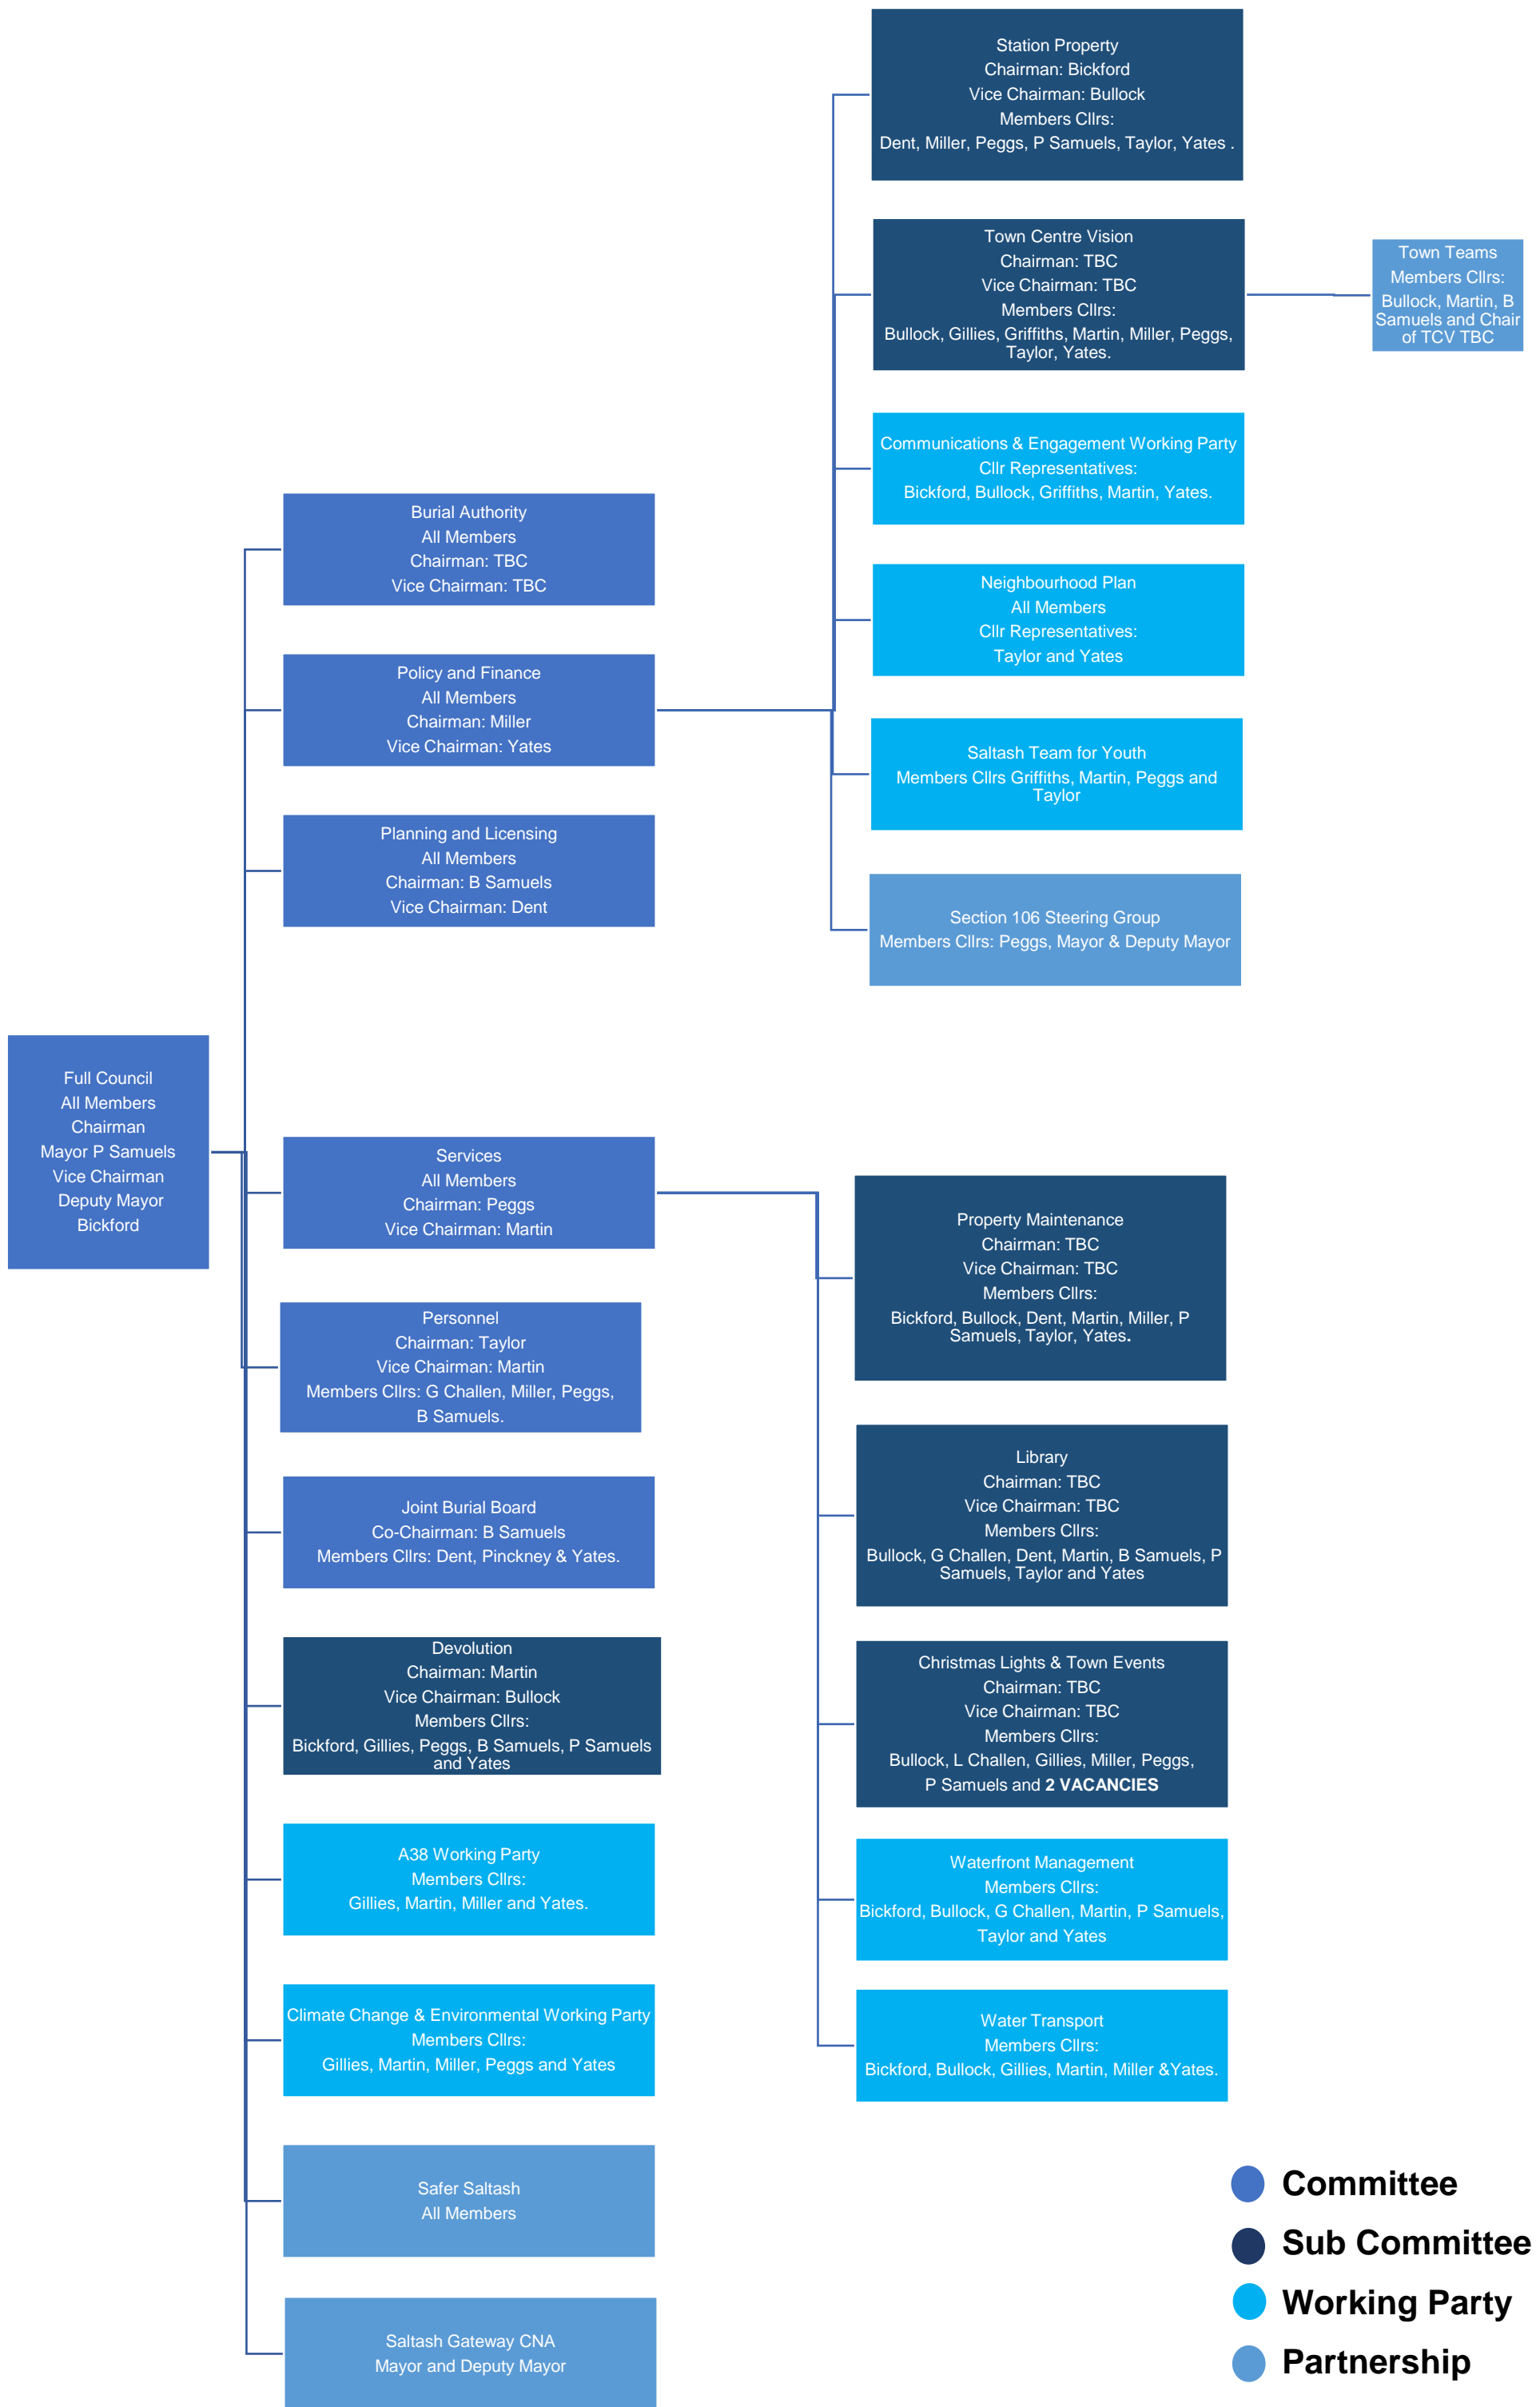 Station Property
Chairman: Bickford
Vice Chairman: Bullock
Members Cllrs:
Dent, Miller, Peggs, P Samuels, Taylor, Yates .
Town Centre Vision
Chairman: TBC
Vice Chairman: TBC
Members Cllrs:
Bullock, Gillies, Griffiths, Martin, Miller, Peggs,
Taylor, Yates.
Town Teams
Members Cllrs:
Bullock, Martin, B
Samuels and Chair
of TCV TBC
Communications & Engagement Working Party
Cllr Representatives:
Bickford, Bullock, Griffiths, Martin, Yates.
Neighbourhood Plan
All Members
Cllr Representatives:
Taylor and Yates
Saltash Team for Youth
Members Cllrs Griffiths, Martin, Peggs and
Taylor
Section 106 Steering Group
Members Cllrs: Peggs, Mayor & Deputy Mayor
Burial Authority
All Members
Chairman: TBC
Vice Chairman: TBC
Policy and Finance
All Members
Chairman: Miller
Vice Chairman: Yates
Planning and Licensing
All Members
Chairman: B Samuels
Vice Chairman: Dent
Full Council
All Members
Chairman
Mayor P Samuels
Vice Chairman
Deputy Mayor
Bickford
Services
All Members
Chairman: Peggs
Vice Chairman: Martin
Personnel
Chairman: Taylor
Vice Chairman: Martin
Members Cllrs: G Challen, Miller, Peggs,
B Samuels.
Joint Burial Board
Co-Chairman: B Samuels
Members Cllrs: Dent, Pinckney & Yates.
Devolution
Chairman: Martin
Vice Chairman: Bullock
Members Cllrs:
Bickford, Gillies, Peggs, B Samuels, P Samuels
and Yates
A38 Working Party
Members Cllrs:
Gillies, Martin, Miller and Yates.
Climate Change & Environmental Working Party
Members Cllrs:
Gillies, Martin, Miller, Peggs and Yates
Safer Saltash
All Members
Saltash Gateway CNA
Mayor and Deputy Mayor
Property Maintenance
Chairman: TBC
Vice Chairman: TBC
Members Cllrs:
Bickford, Bullock, Dent, Martin, Miller, P
Samuels, Taylor, Yates.
Library
Chairman: TBC
Vice Chairman: TBC
Members Cllrs:
Bullock, G Challen, Dent, Martin, B Samuels, P
Samuels, Taylor and Yates
Christmas Lights & Town Events
Chairman: TBC
Vice Chairman: TBC
Members Cllrs:
Bullock, L Challen, Gillies, Miller, Peggs,
P Samuels and 2 VACANCIES
Waterfront Management
Members Cllrs:
Bickford, Bullock, G Challen, Martin, P Samuels,
Taylor and Yates
Water Transport
Members Cllrs:
Bickford, Bullock, Gillies, Martin, Miller &Yates.
Committee
Sub Committee
Working Party
Partnership